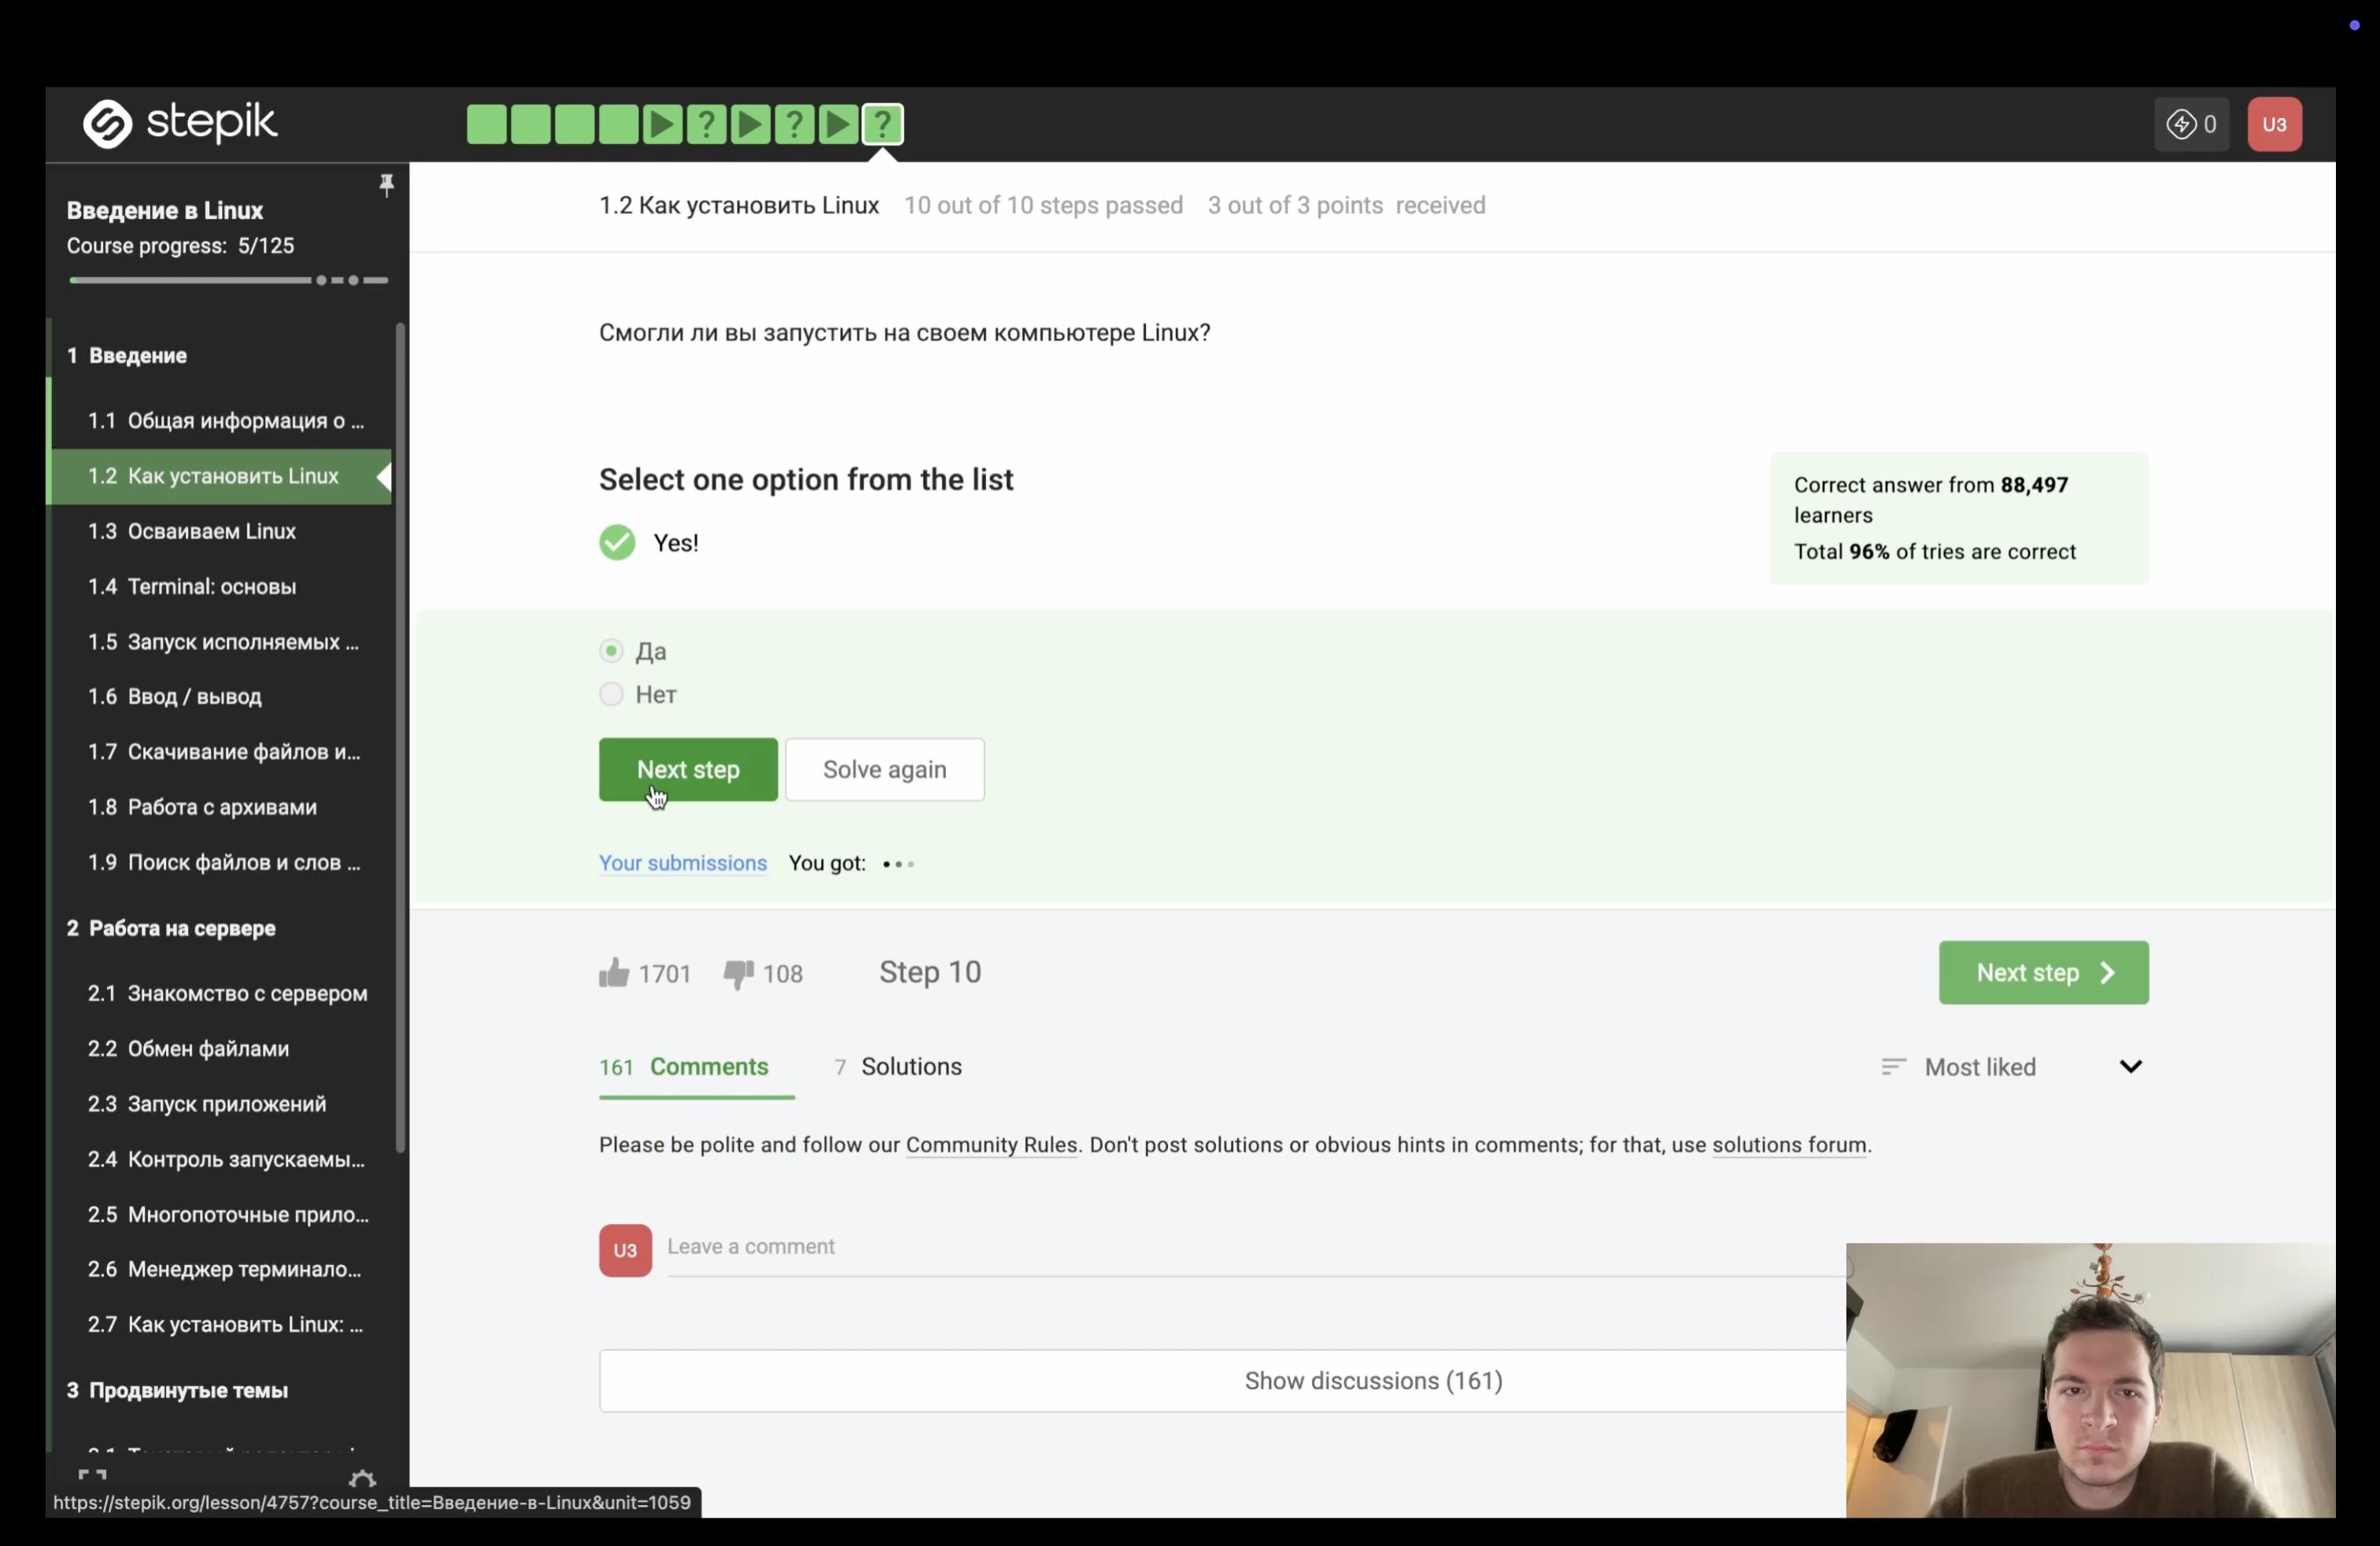 stepik
? ? ?
0
U3
Введение в Linux
Course progress: 5/125
1 Введение
1.1 Общая информация о ...
1.2 Как установить Linux
1.3 Осваиваем Linux
1.4 Terminal: основы
1.5 Запуск исполняемых ...
1.6 Ввод / вывод
1.7 Скачивание файлов и...
1.8 Работа с архивами
1.9 Поиск файлов и слов ...
2 Работа на сервере
2.1 Знакомство с сервером
2.2 Обмен файлами
2.3 Запуск приложений
2.4 Контроль запускаемы...
2.5 Многопоточные прило...
2.6 Менеджер терминало...
2.7 Как установить Linux: ...
3 Продвинутые темы
https://stepik.org/lesson/4757?course_title=Введение-в-Linux&unit=1059
1.2 Как установить Linux 10 out of 10 steps passed 3 out of 3 points received
Смогли ли вы запустить на своем компьютере Linux?
Select one option from the list
Yes!
Correct answer from 88,497
learners
Total 96% of tries are correct
Да
Нет
Next step Solve again
Your submissions You got:
1701 108 Step 10 Next step
161 Comments 7 Solutions Most liked
Please be polite and follow our Community Rules. Don't post solutions or obvious hints in comments; for that, use solutions forum.
U3 Leave a comment
Show discussions (161)